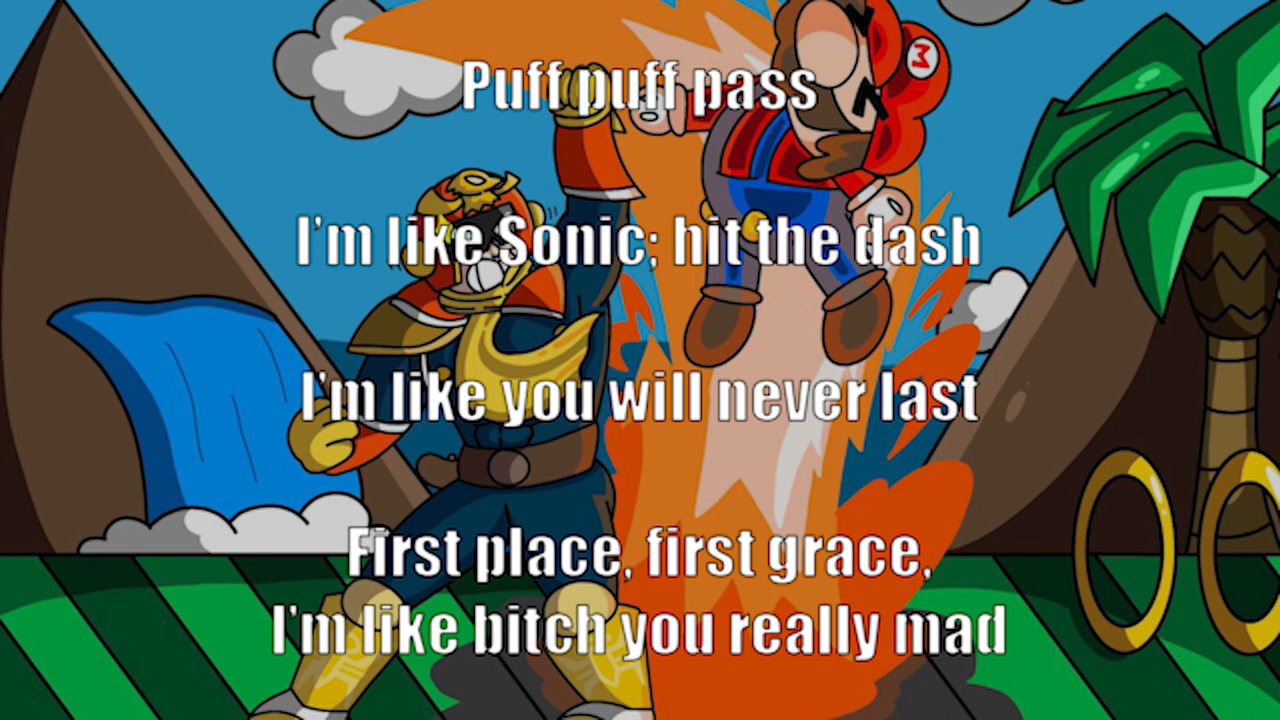 M
Puff puff pass
I'm like Sonic; hit the dash
I'm like you will never last
First place, first grace,
I'm like bitch you really mad